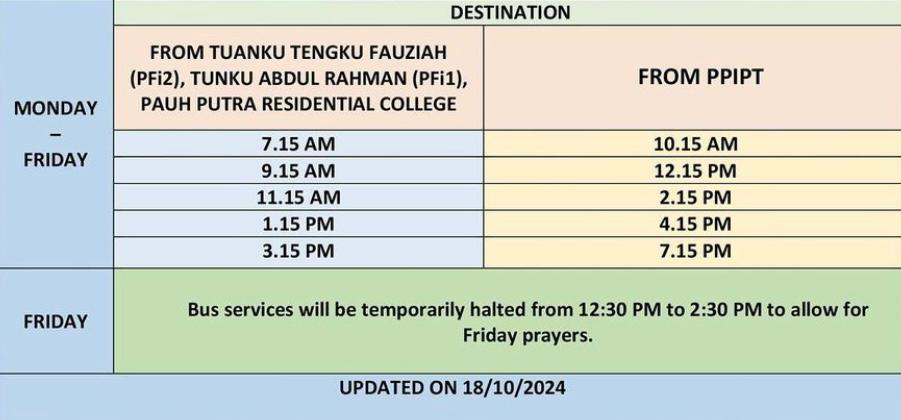 DESTINATION
MONDAY
–
FRIDAY
FROM TUANKU TENGKU FAUZIAH
(PFi2), TUNKU ABDUL RAHMAN (PFi1),
PAUH PUTRA RESIDENTIAL COLLEGE
FROM PPIPT
7.15 AM
10.15 AM
9.15 AM
12.15 PM
11.15 AM
2.15 PM
1.15 PM
4.15 PM
3.15 PM
7.15 PM
FRIDAY
Bus services will be temporarily halted from 12:30 PM to 2:30 PM to allow for
Friday prayers.
UPDATED ON 18/10/2024